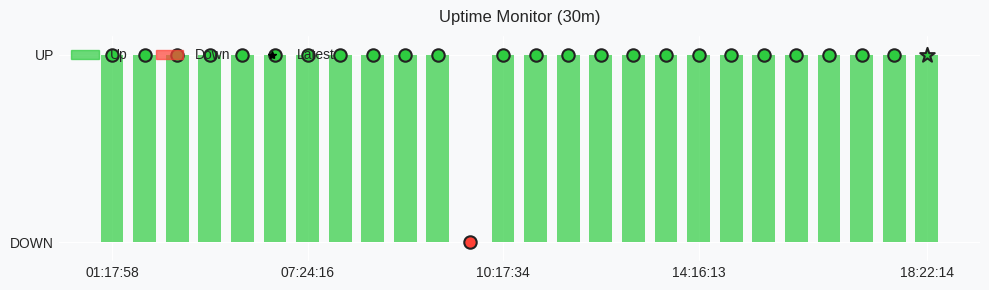 Uptime Monitor (30m)
UP
Up
Down
Latest
DOWN
01:17:58
07:24:16
10:17:34
14:16:13
18:22:14